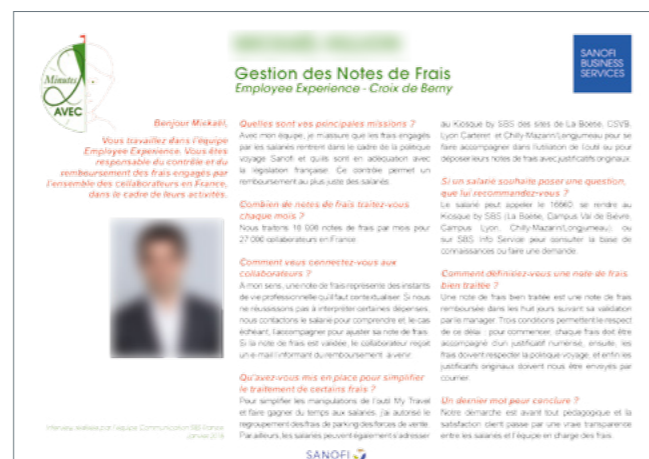 Minutes
AVEC
Gestion des Notes de Frais
Employee Experience - Croix de Berny
SANOFI
BUSINESS
SERVICES
Bonjour Mickaël,
Vous travaillez dans l'équipe
Employee Experience. Vous êtes
responsable du contrôle et du
remboursement des frais engagés par
l'ensemble des collaborateurs en France,
dans le cadre de leurs activités.
Interview réalisée par l'équipe Communication SBS France
Janvier
Quelles sont vos principales missions ?
Avec mon équipe, je m'assure que les frais engagés
par les salariés rentrent dans le cadre de la politique
voyage Sanofi et qu'ils sont en adéquation avec
la législation française. Ce contrôle permet un
remboursement au plus juste des salariés.
Combien de notes de frais traitez-vous
chaque mois ?
Nous traitons notes de frais par mois pour
27 000 collaborateurs en France.
Comment vous connectez-vous aux
collaborateurs ?
A mon sens, une note de frais représente des instants
de vie professionnelle qu'il faut contextualiser. Si nous
ne réussissons pas à interpréter certaines dépenses,
nous contactons le salarié pour comprendre et, le cas
échéant, l'accompagner pour ajuster sa note de frais.
Si la note de frais est validée, le collaborateur reçoit
un e-mail l'informant du remboursement à venir.
Qu'avez-vous mis en place pour simplifier
le traitement de certains frais ?
Pour simplifier les manipulations de l'outil My Travel
et faire gagner du temps aux salariés, j'ai autorisé le
regroupement des frais de parking des forces de vente.
Par ailleurs, les salariés peuvent également s'adresser
au Kiosque by SBS des sites de La Boétie, CSVB,
Lyon Carteret et Chilly-Mazarin/Longjumeau pour se
faire accompagner dans l'utilisation de l'outil ou pour
déposer leurs notes de frais avec justificatifs originaux.
Si un salarié souhaite poser une question,
que lui recommandez-vous ?
Le salarié peut appeler le se rendre au
Kiosque by SBS (La Boétie, Campus Val de Bièvre,
Campus Lyon, Chilly-Mazarin/Longjumeau), ou
sur SBS Info Service pour consulter la base de
connaissances ou faire une demande.
Comment définiriez-vous une note de frais
bien traitée ?
Une note de frais bien traitée est une note de frais
remboursée dans les huit jours suivant sa validation
par le manager. Trois conditions permettent le respect
de ce délai : pour commencer, chaque frais doit être
accompagné d'un justificatif numérisé, ensuite, les
frais doivent respecter la politique voyage, et enfin les
justificatifs originaux doivent nous être envoyés par
courrier.
Un dernier mot pour conclure ?
Notre démarche est avant tout pédagogique et la
satisfaction client passe par une vraie transparence
entre les salariés et l'équipe en charge des frais.
SANOFI